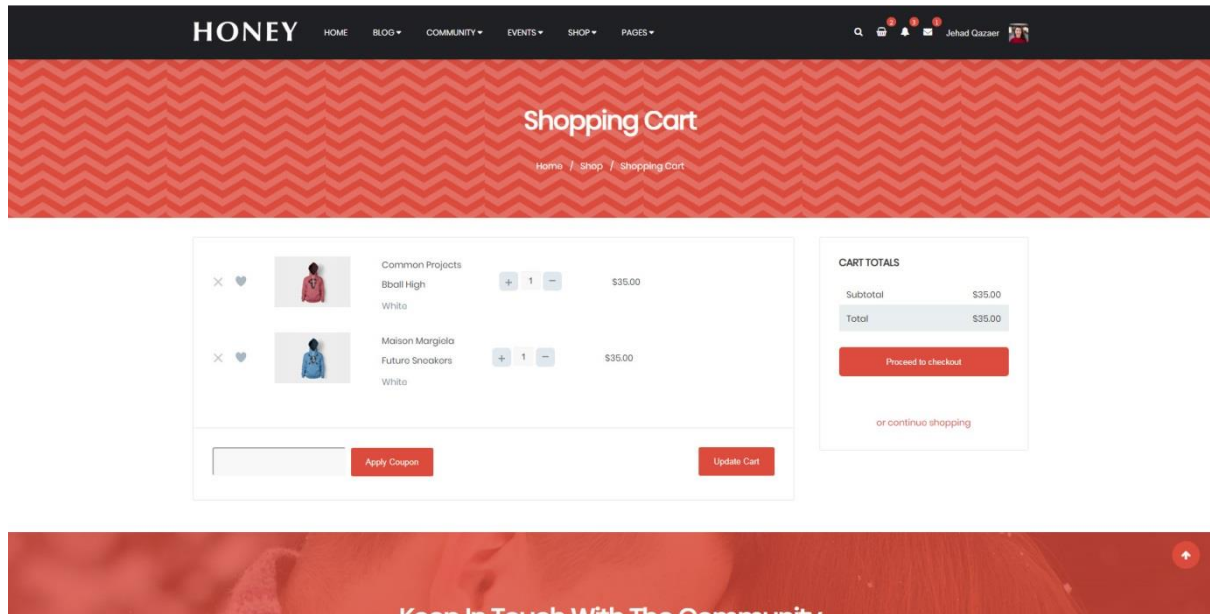 HONEY HOME BLOG COMMUNITY EVENTS SHOP PAGES 2 3 1 Jehad Qazaer
Shopping Cart
Home / Shop / Shopping Cart
Common Projects
Bball High
White
+ 1 −
$35.00
Maison Margiela
Future Sneakers
White
+ 1 −
$35.00
Apply Coupon
Update Cart
CART TOTALS
Subtotal $35.00
Total $35.00
Proceed to checkout
or continue shopping
Keep In Touch With The Community